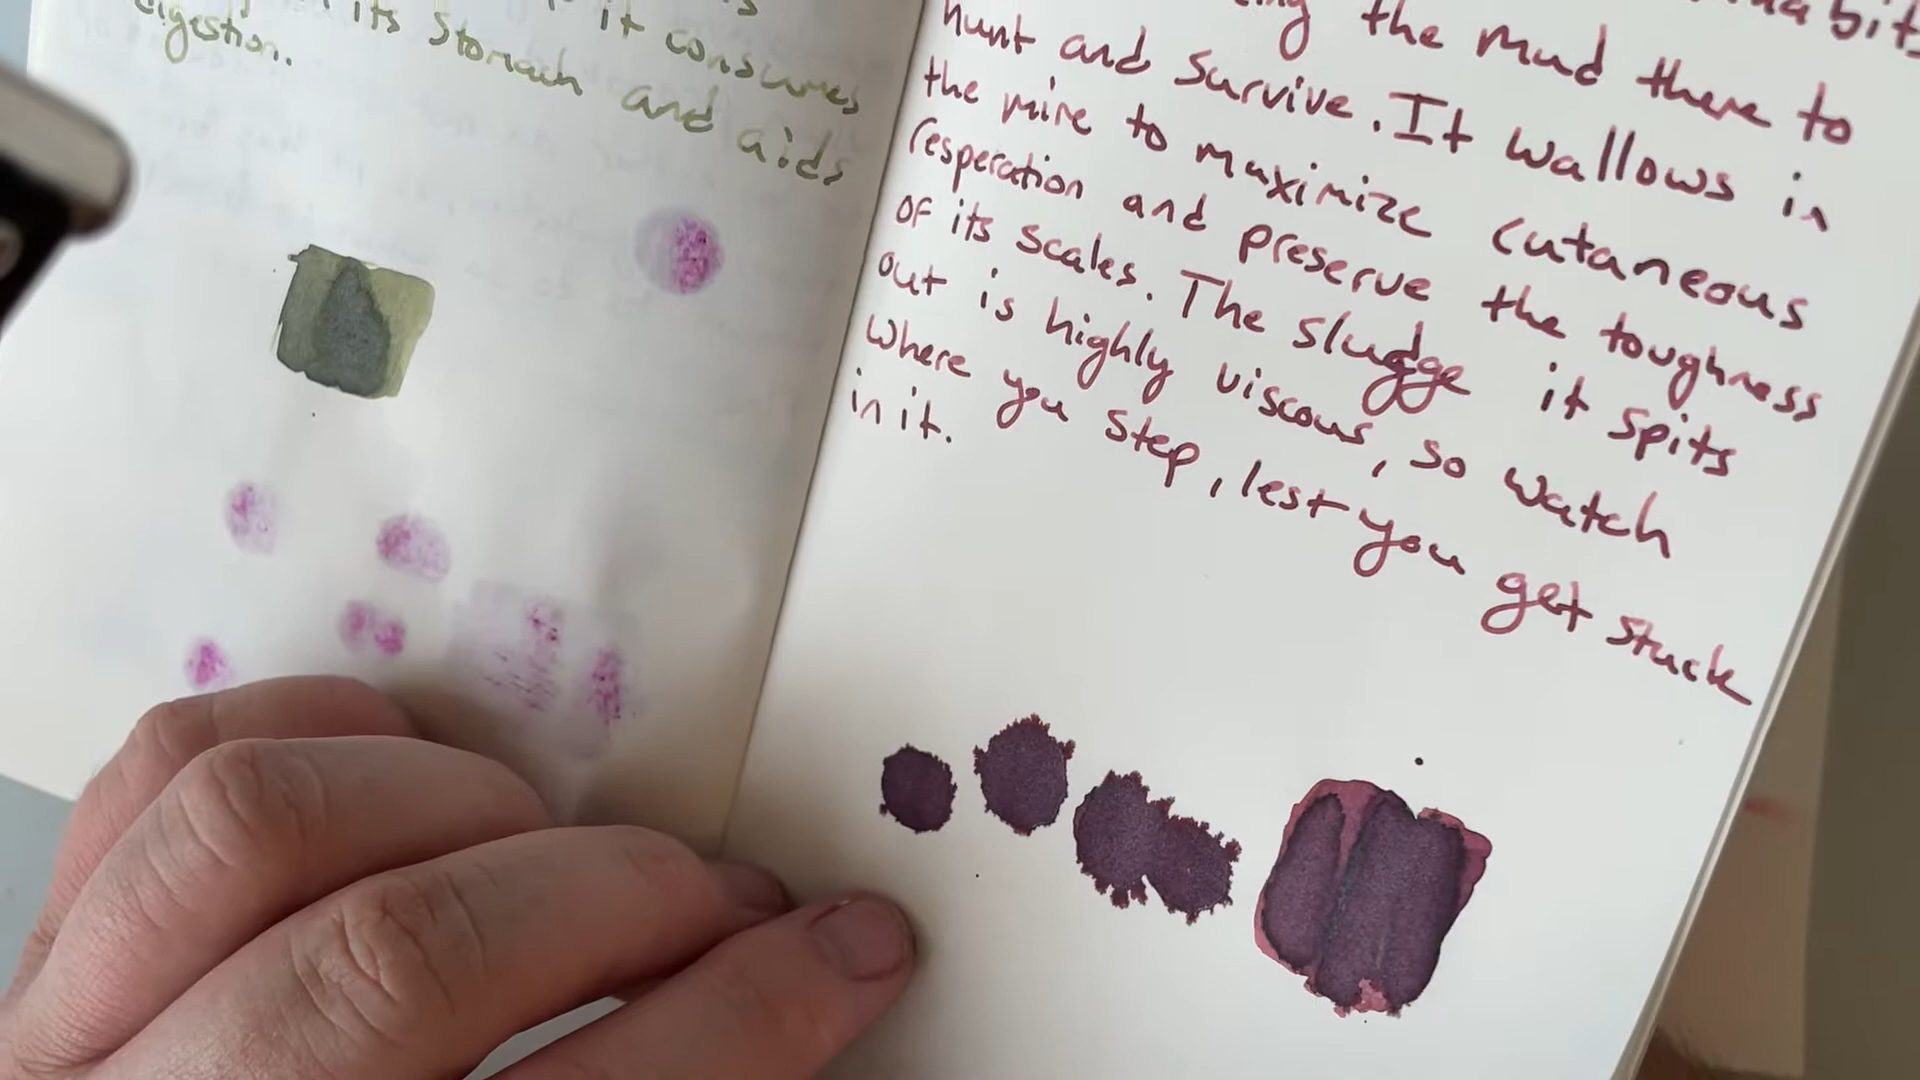 it consumes
its stomach and aids
digestion.
the mud there to
hunt and survive. It wallows in
the mire to maximize cutaneous
resperation and preserve the toughness
of its scales. The sludge it spits
out is highly viscous, so watch
where you step, lest you get stuck
in it.